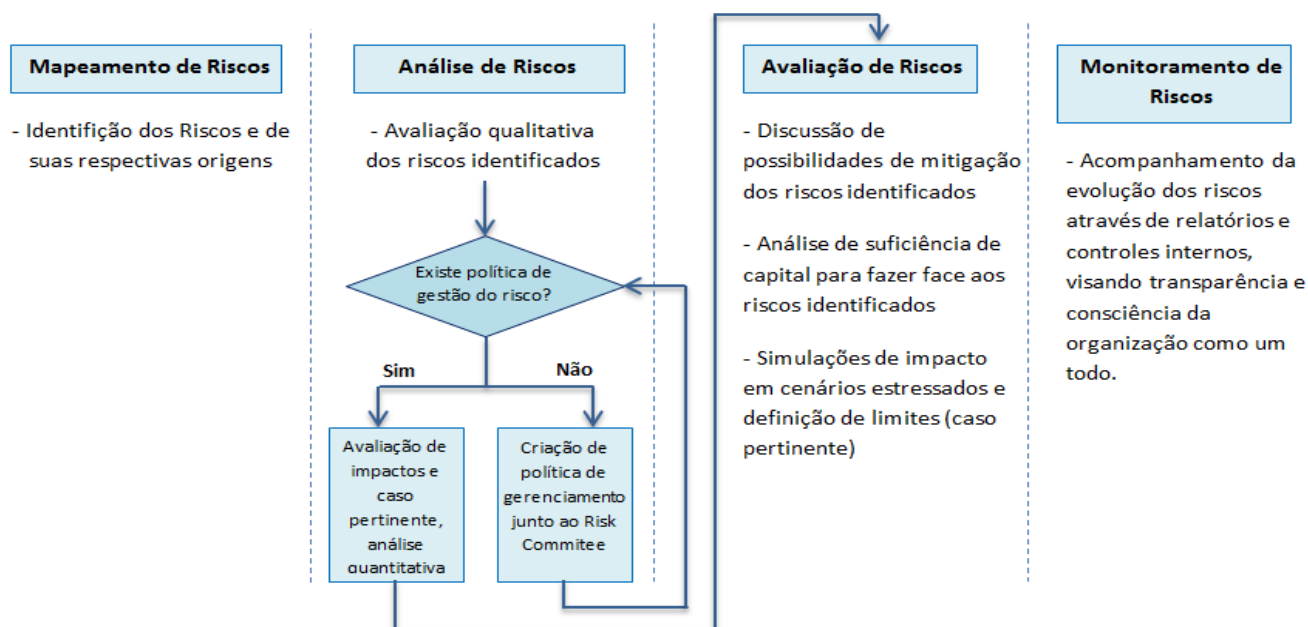 Mapeamento de Riscos
- Identifição dos Riscos e de
suas respectivas origens
Análise de Riscos
- Avaliação qualitativa
dos riscos identificados
Existe política de
gestão do risco?
Sim
Não
Avaliação de
impactos e
caso
pertinente,
análise
quantitativa
Criação de
política de
gerenciamento
junto ao Risk
Commitee
Avaliação de Riscos
- Discussão de
possibilidades de mitigação
dos riscos identificados
- Análise de suficiência de
capital para fazer face aos
riscos identificados
- Simulações de impacto
em cenários estressados e
definição de limites (caso
pertinente)
Monitoramento de
Riscos
- Acompanhamento da
evolução dos riscos
através de relatórios e
controles internos,
visando transparência e
consciência da
organização como um
todo.